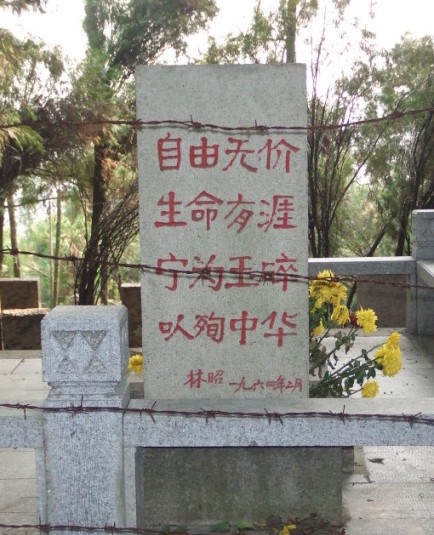 自由无价
生命有涯
宁为玉碎
以殉中华
林昭 一九六四年二月